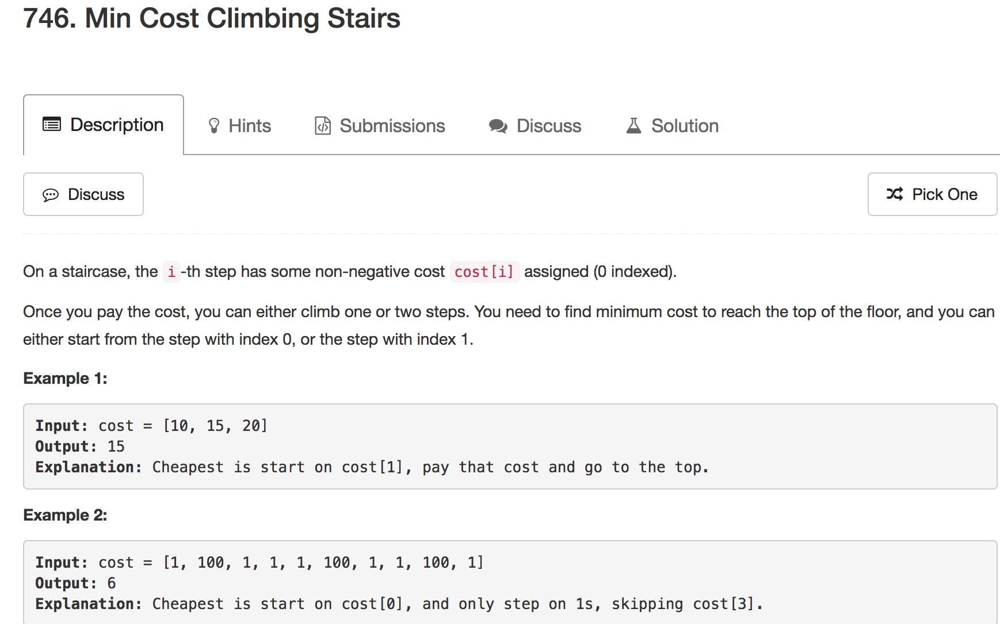 746. Min Cost Climbing Stairs
Description Hints Submissions Discuss Solution
Discuss Pick One
On a staircase, the i-th step has some non-negative cost cost[i] assigned (0 indexed).
Once you pay the cost, you can either climb one or two steps. You need to find minimum cost to reach the top of the floor, and you can
either start from the step with index 0, or the step with index 1.
Example 1:
Input: cost = [10, 15, 20]
Output: 15
Explanation: Cheapest is start on cost[1], pay that cost and go to the top.
Example 2:
Input: cost = [1, 100, 1, 1, 1, 100, 1, 1, 100, 1]
Output: 6
Explanation: Cheapest is start on cost[0], and only step on 1s, skipping cost[3].